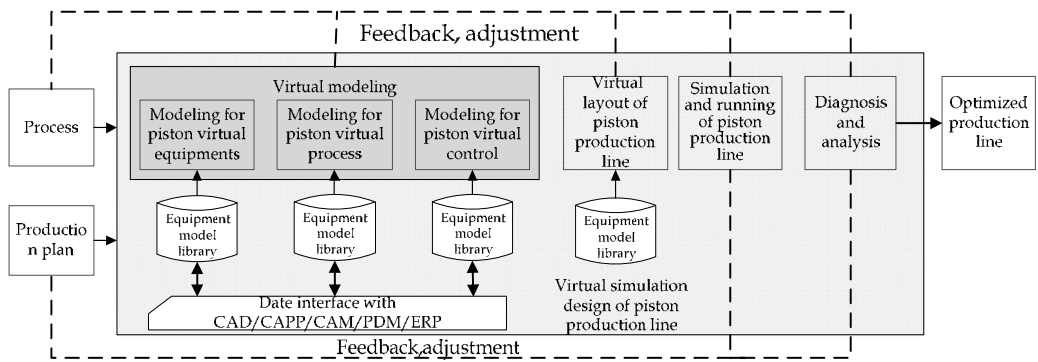 Feedback, adjustment
Process
Productio
n plan
Virtual modeling
Modeling for
piston virtual
equipments
Modeling for
piston virtual
process
Modeling for
piston virtual
control
Virtual
layout of
piston
production
line
Simulation
and running
of piston
production
line
Diagnosis
and
analysis
Optimized
production
line
Equipment
model
library
Equipment
model
library
Equipment
model
library
Equipment
model
library
Date interface with
CAD/CAPP/CAM/PDM/ERP
Virtual simulation
design of piston
production line
Feedback,adjustment